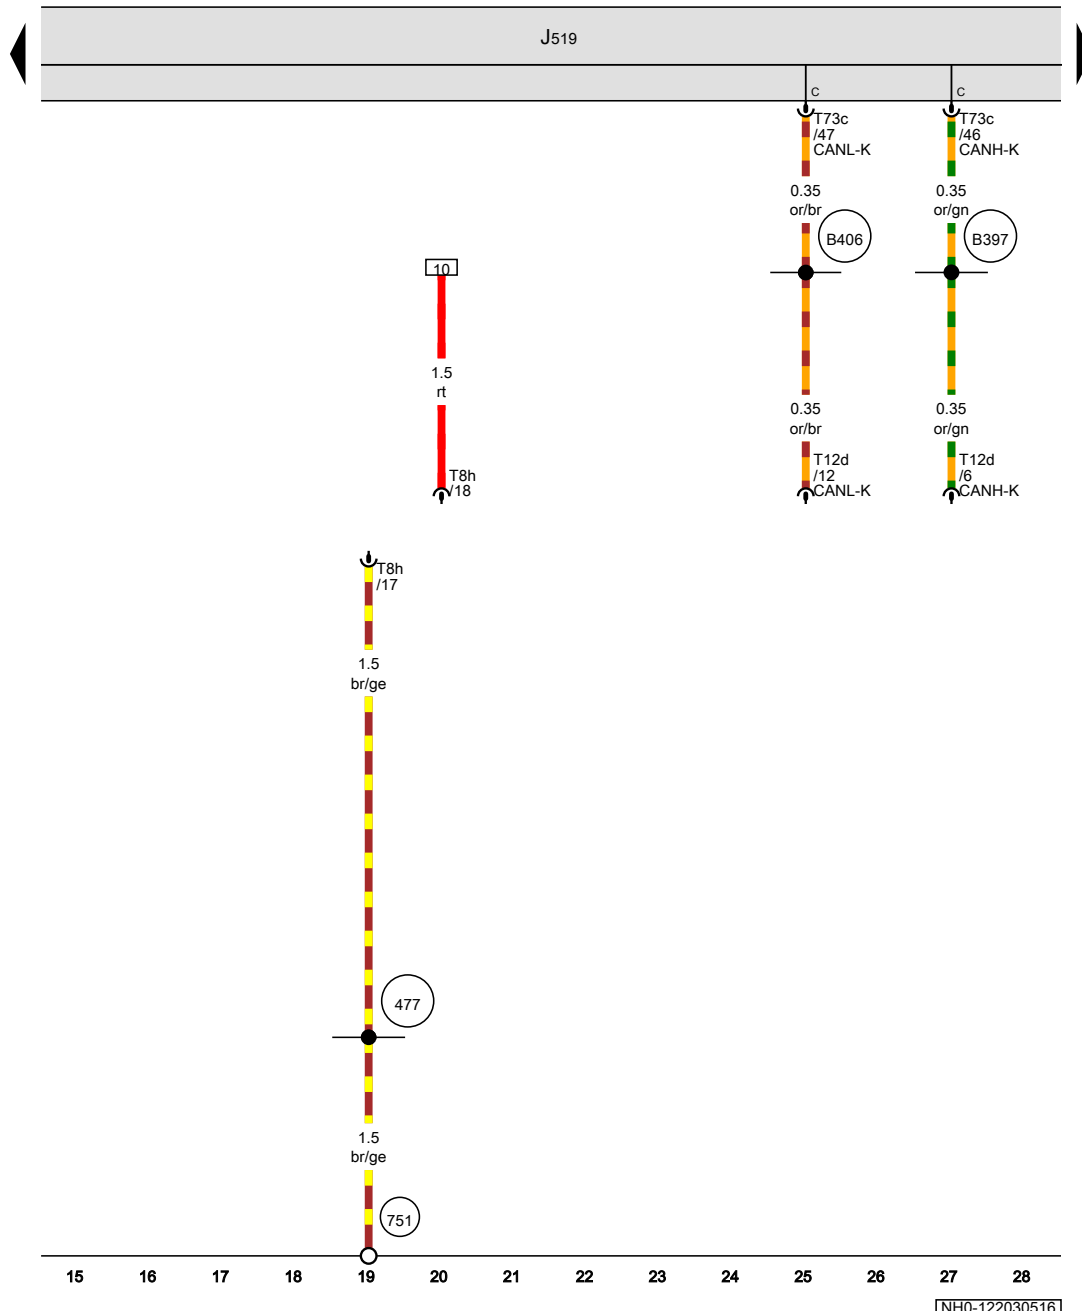 J519
C
C
T73c
/47
CANL-K
T73c
/46
CANH-K
0.35
or/br
0.35
or/gn
B406
B397
10
1.5
rt
0.35
or/br
0.35
or/gn
T8h
/18
T12d
/12
CANL-K
T12d
/6
CANH-K
T8h
/17
1.5
br/ge
477
1.5
br/ge
751
15 16 17 18 19 20 21 22 23 24 25 26 27 28
NH0-122030516